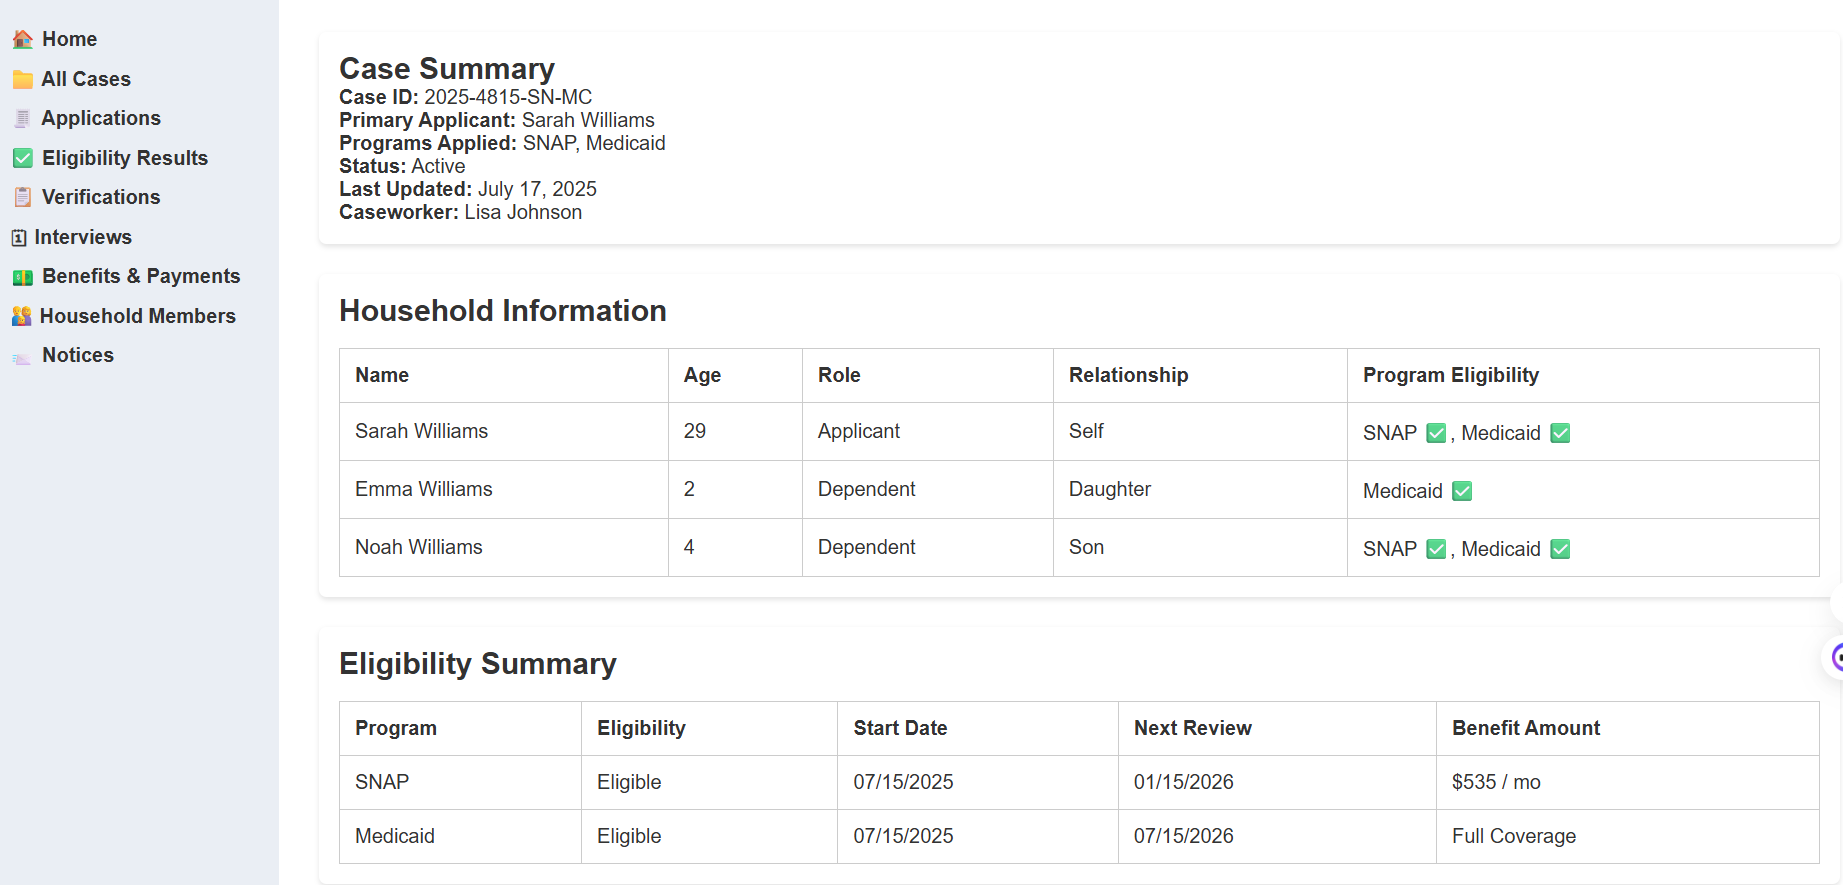 Home
All Cases
Applications
Eligibility Results
Verifications
Interviews
Benefits & Payments
Household Members
Notices
Case Summary
Case ID: 2025-4815-SN-MC
Primary Applicant: Sarah Williams
Programs Applied: SNAP, Medicaid
Status: Active
Last Updated: July 17, 2025
Caseworker: Lisa Johnson
Household Information
Name Age Role Relationship Program Eligibility
Sarah Williams 29 Applicant Self SNAP ✅, Medicaid ✅
Emma Williams 2 Dependent Daughter Medicaid ✅
Noah Williams 4 Dependent Son SNAP ✅, Medicaid ✅
Eligibility Summary
Program Eligibility Start Date Next Review Benefit Amount
SNAP Eligible 07/15/2025 01/15/2026 $535 / mo
Medicaid Eligible 07/15/2025 07/15/2026 Full Coverage